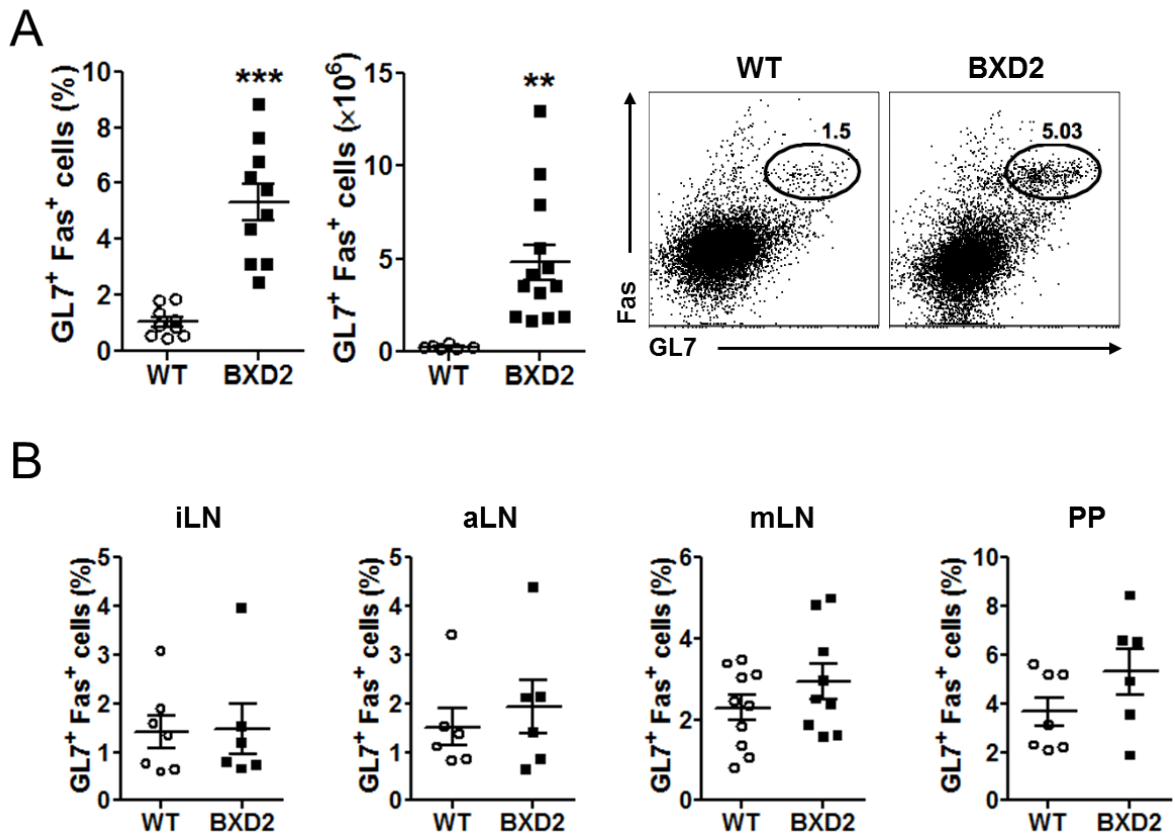 A
GL7⁺ Fas⁺ cells (%)
10
8
6
4
2
0
***
WT BXD2
GL7⁺ Fas⁺ cells (×10⁶)
15
10
5
0
**
WT BXD2
WT BXD2
1.5 5.03
Fas
GL7
B
iLN
GL7⁺ Fas⁺ cells (%)
5
4
3
2
1
0
WT BXD2
aLN
GL7⁺ Fas⁺ cells (%)
5
4
3
2
1
0
WT BXD2
mLN
GL7⁺ Fas⁺ cells (%)
6
4
2
0
WT BXD2
PP
GL7⁺ Fas⁺ cells (%)
10
8
6
4
2
0
WT BXD2